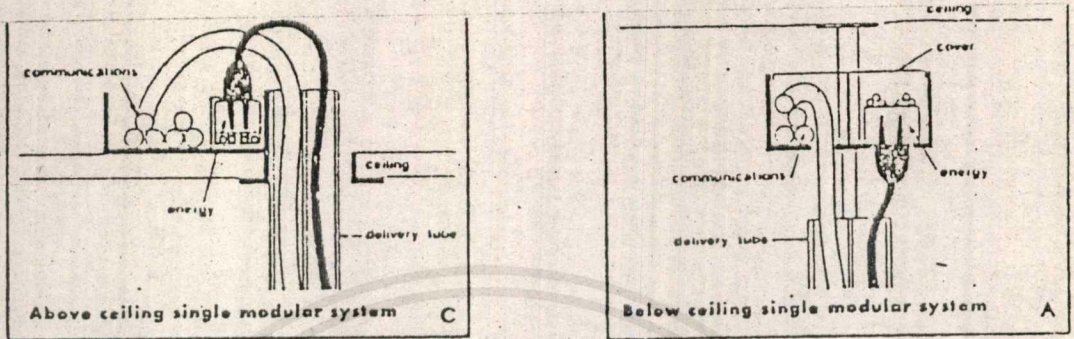 communications
ceiling
energy
delivery tube
Above ceiling single modular system C
ceiling
cover
communications
energy
delivery tube
Below ceiling single modular system A